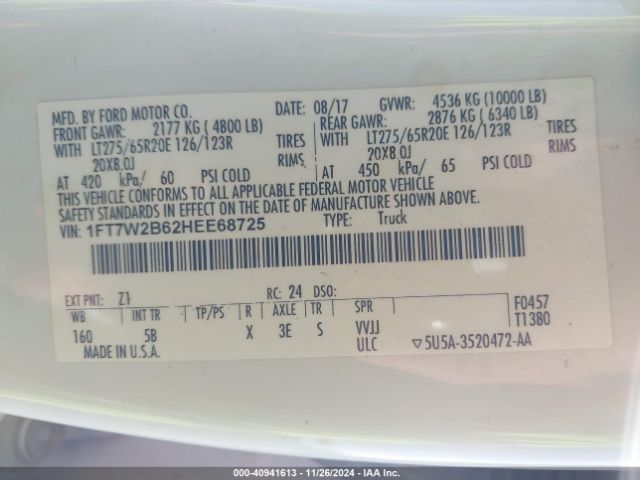 MFD. BY FORD MOTOR CO. DATE: 08/17 GVWR: 4536 KG (10000 LB)
FRONT GAWR: 2177 KG ( 4800 LB) REAR GAWR: 2876 KG ( 6340 LB)
WITH LT275/65R20E 126/123R TIRES WITH LT275/65R20E 126/123R TIRES
20X8.0J RIMS 20X8.0J RIMS
AT 420 kPa/ 60 PSI COLD AT 450 kPa/ 65 PSI COLD
THIS VEHICLE CONFORMS TO ALL APPLICABLE FEDERAL MOTOR VEHICLE
SAFETY STANDARDS IN EFFECT ON THE DATE OF MANUFACTURE SHOWN ABOVE.
VIN: 1FT7W2B62HEE68725 TYPE: Truck
EXT PNT: Z1 RC: 24 DSO: F0457
WB INT TR TP/PS R AXLE TR SPR T1380
160 5B X 3E S VVJJ
MADE IN U.S.A. ULC ▽5U5A-3520472-AA
000-40941613 - 11/26/2024 - IAA Inc.